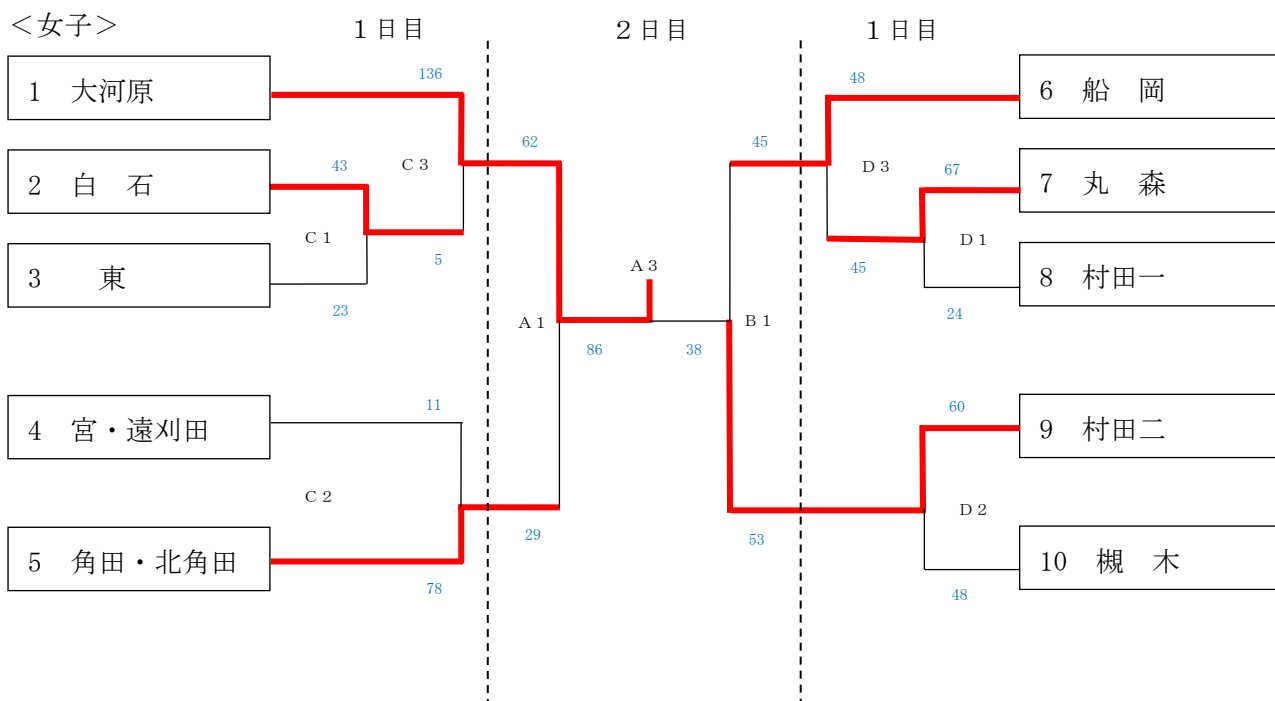 ＜女子＞
１日目
２日目
１日目
136
1 大河原
62
C３
43
2 白 石
C１
5
3 東
23
A１
86
11
4 宮・遠刈田
C２
29
5 角田・北角田
78
A３
38
48
6 船 岡
45
D３
67
7 丸 森
D１
45
8 村田一
24
B１
60
9 村田二
D２
53
10 槻 木
48